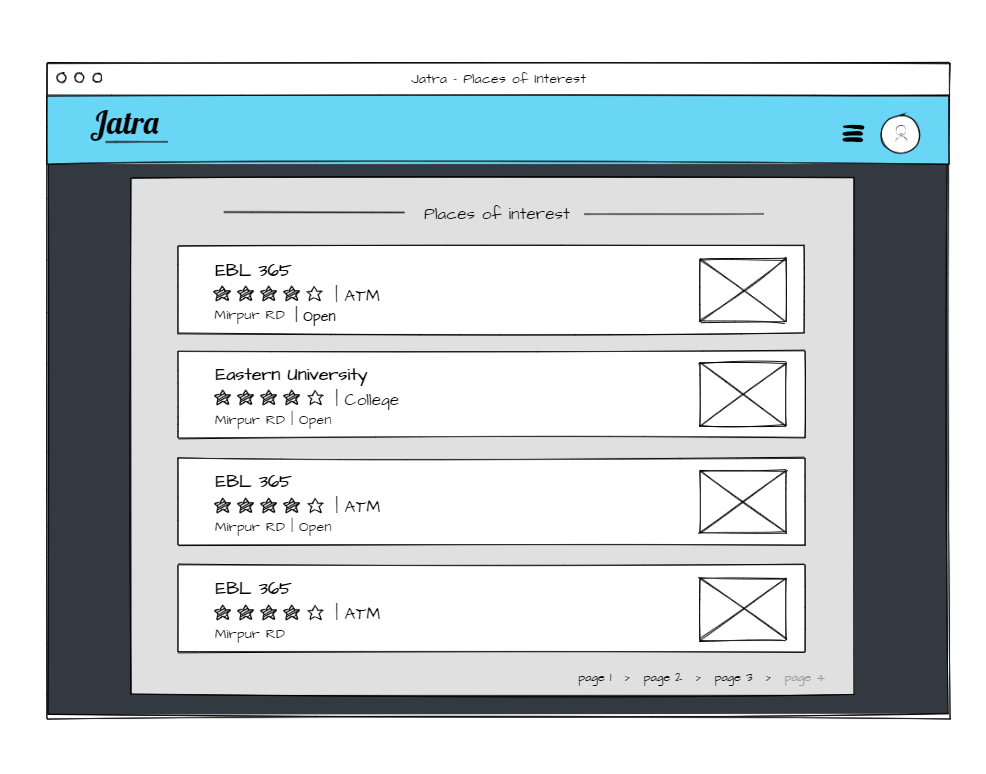 Jatra - Places of Interest
Jatra
Places of interest
EBL 365
| ATM
Mirpur RD | Open
Eastern University
| College
Mirpur RD | Open
EBL 365
| ATM
Mirpur RD | Open
EBL 365
| ATM
Mirpur RD
page 1 > page 2 > page 3 > page 4